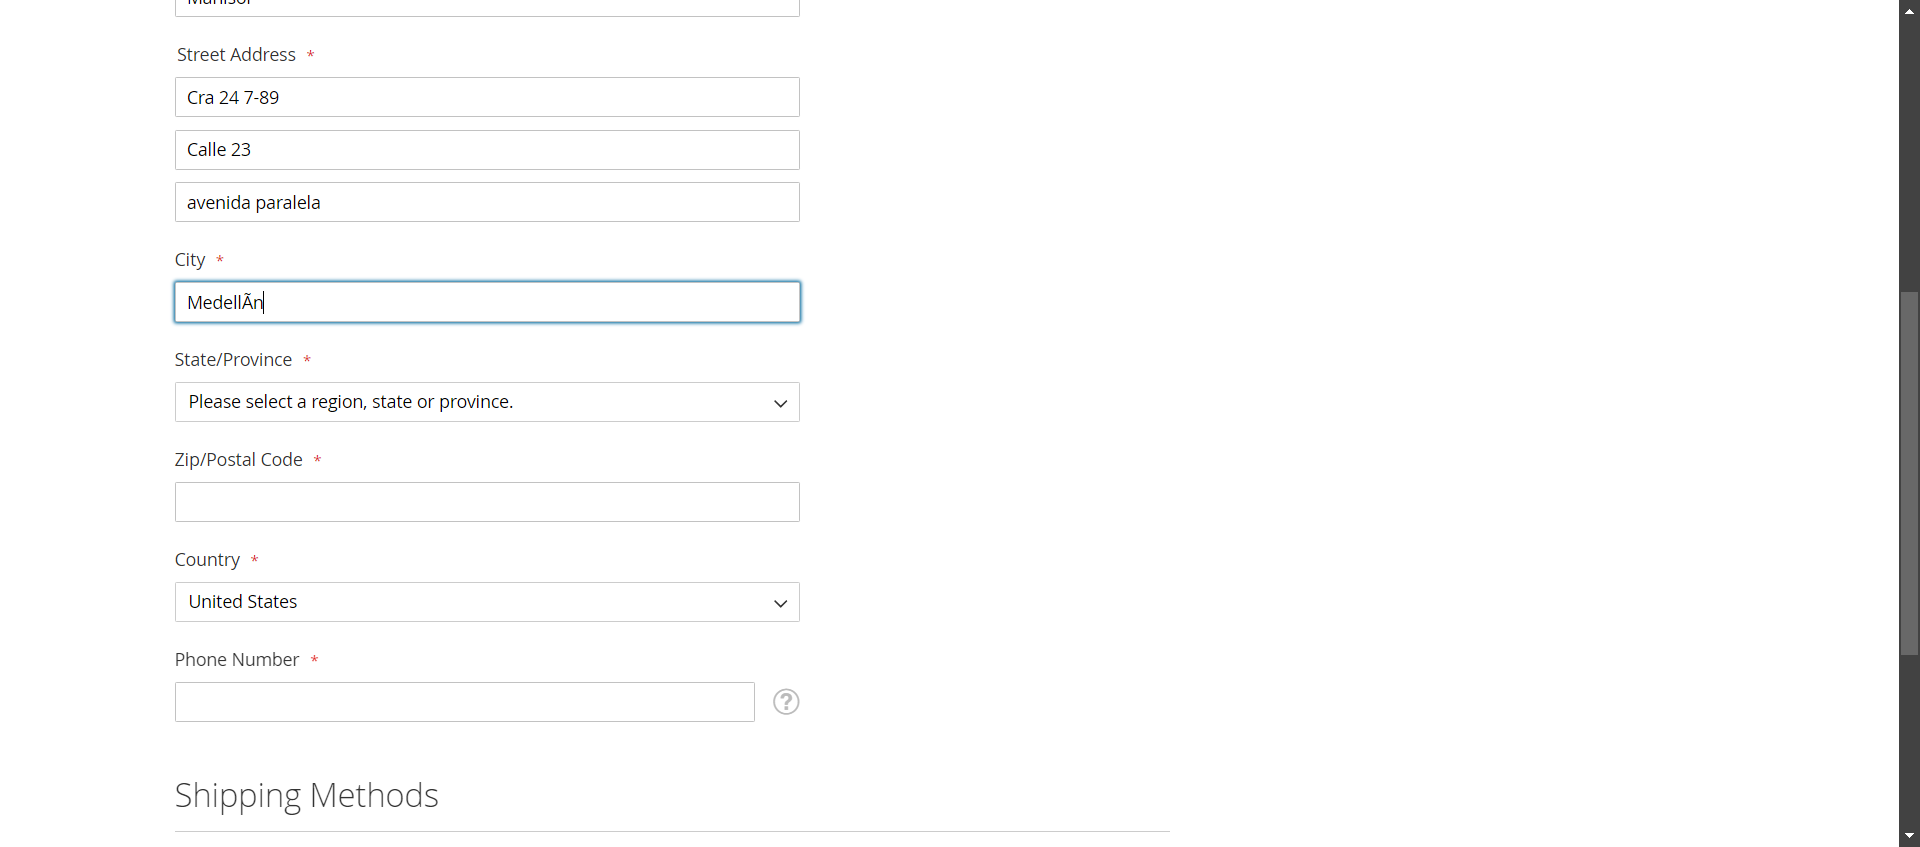 Street Address *
Cra 24 7-89
Calle 23
avenida paralela
City *
MedellÃn
State/Province *
Please select a region, state or province.
Zip/Postal Code *
Country *
United States
Phone Number *
?
Shipping Methods